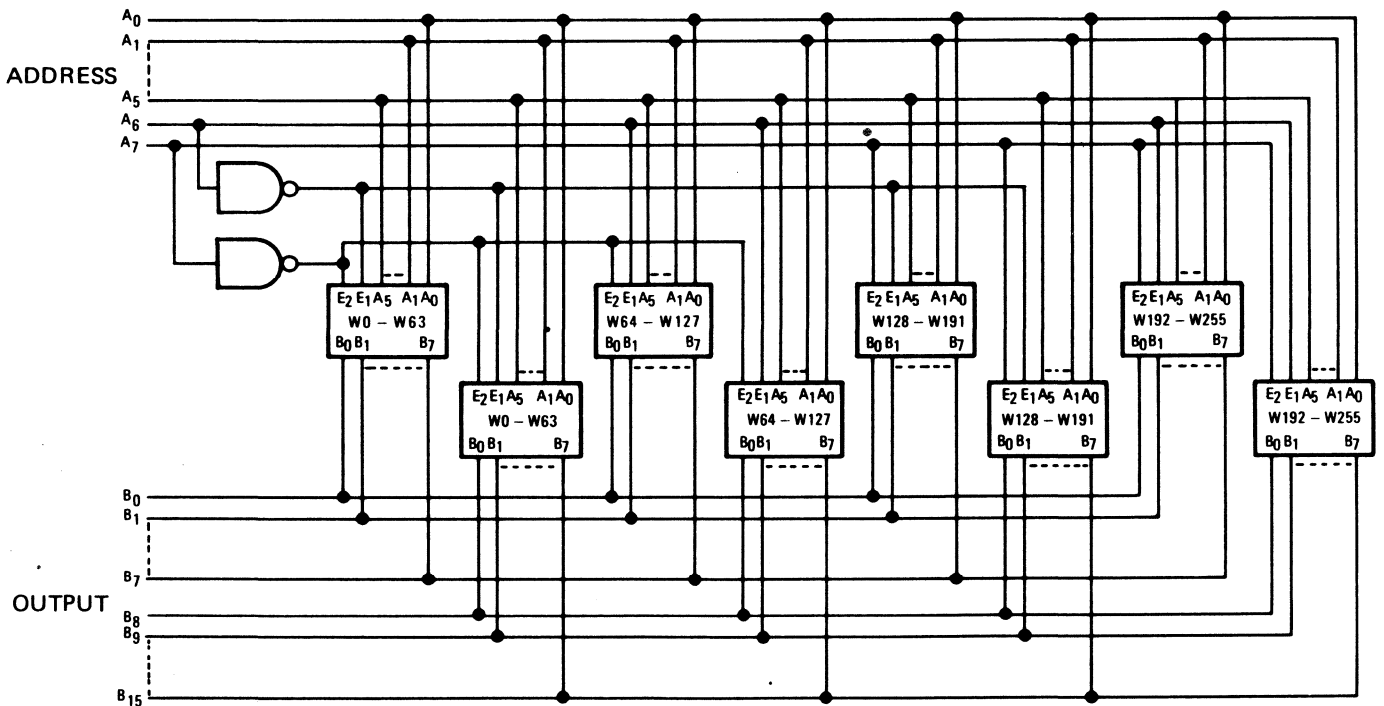 A0
A1
ADDRESS
A5
A6
A7
E2 E1 A5 A1 A0
W0 – W63
B0 B1 B7
E2 E1 A5 A1 A0
W64 – W127
B0 B1 B7
E2 E1 A5 A1 A0
W128 – W191
B0 B1 B7
E2 E1 A5 A1 A0
W192 – W255
B0 B1 B7
E2 E1 A5 A1 A0
W0 – W63
B0 B1 B7
E2 E1 A5 A1 A0
W64 – W127
B0 B1 B7
E2 E1 A5 A1 A0
W128 – W191
B0 B1 B7
E2 E1 A5 A1 A0
W192 – W255
B0 B1 B7
B0
B1
B7
OUTPUT
B8
B9
B15